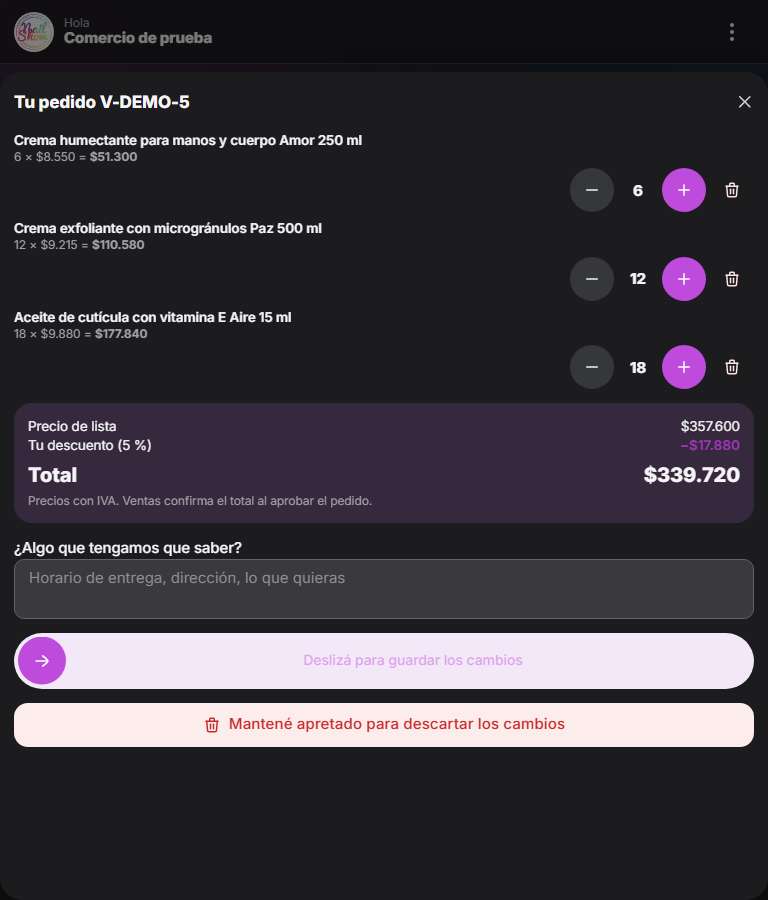 Hola
Comercio de prueba
Tu pedido V-DEMO-5
Crema humectante para manos y cuerpo Amor 250 ml
6 × $8.550 = $51.300
6
Crema exfoliante con microgránulos Paz 500 ml
12 × $9.215 = $110.580
12
Aceite de cutícula con vitamina E Aire 15 ml
18 × $9.880 = $177.840
18
Precio de lista $357.600
Tu descuento (5 %) −$17.880
Total $339.720
Precios con IVA. Ventas confirma el total al aprobar el pedido.
¿Algo que tengamos que saber?
Horario de entrega, dirección, lo que quieras
Deslizá para guardar los cambios
Mantené apretado para descartar los cambios